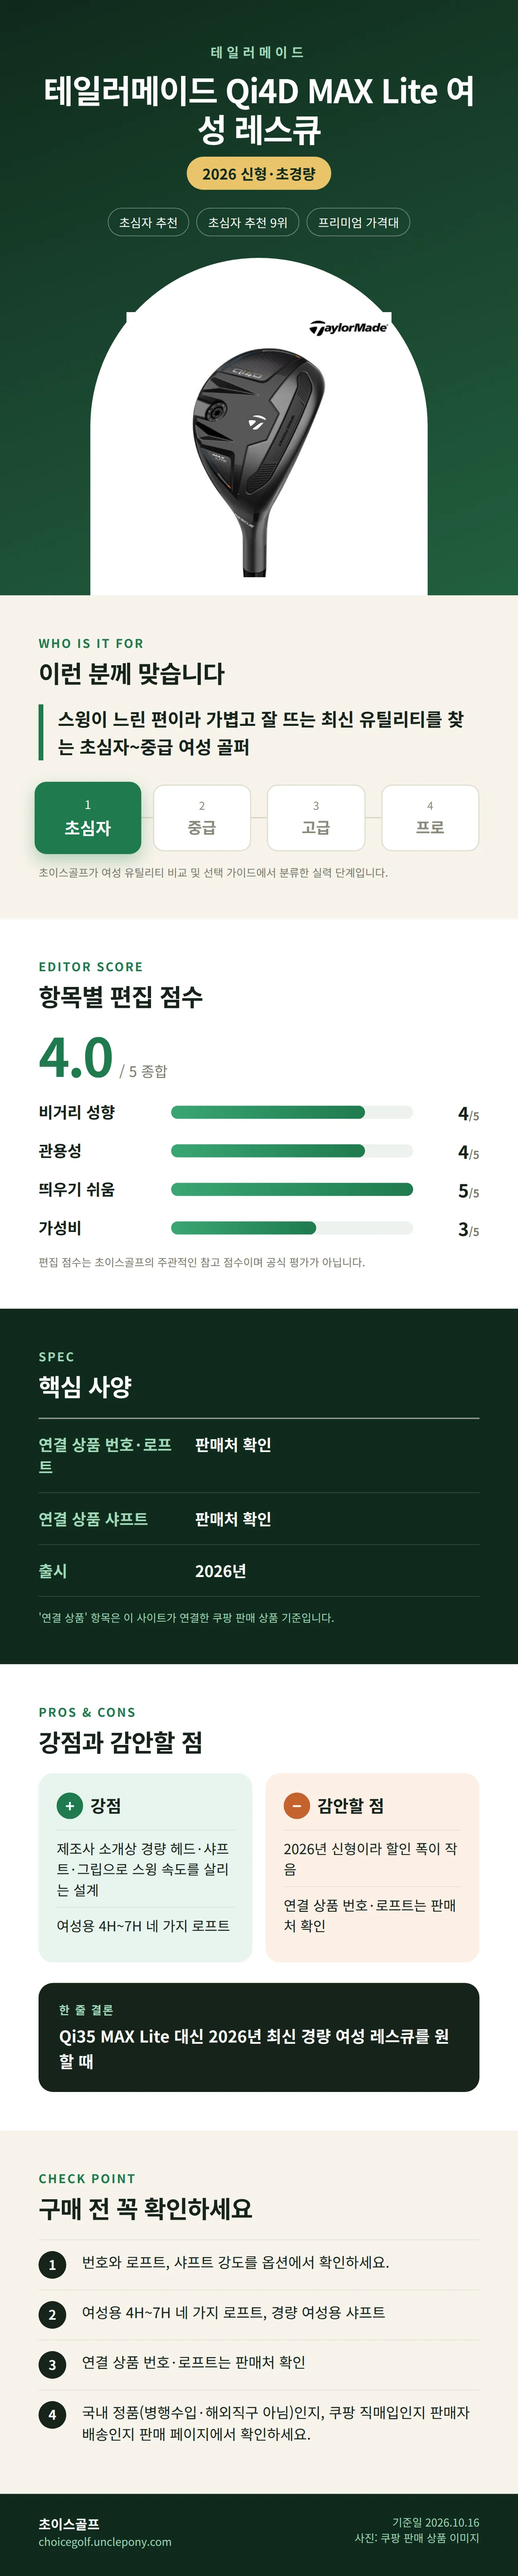 테일러메이드
테일러메이드 Qi4D MAX Lite 여
성 레스큐
2026 신형·초경량
초심자 추천
초심자 추천 9위
프리미엄 가격대
TaylorMade
WHO IS IT FOR
이런 분께 맞습니다
스윙이 느린 편이라 가볍고 잘 뜨는 최신 유틸리티를 찾
는 초심자~중급 여성 골퍼
1
초심자
2
중급
3
고급
4
프로
초이스골프가 여성 유틸리티 비교 및 선택 가이드에서 분류한 실력 단계입니다.
EDITOR SCORE
항목별 편집 점수
4.0 / 5 종합
비거리 성향 4/5
관용성 4/5
띄우기 쉬움 5/5
가성비 3/5
편집 점수는 초이스골프의 주관적인 참고 점수이며 공식 평가가 아닙니다.
SPEC
핵심 사양
연결 상품 번호·로프
트
판매처 확인
연결 상품 샤프트 판매처 확인
출시 2026년
'연결 상품' 항목은 이 사이트가 연결한 쿠팡 판매 상품 기준입니다.
PROS & CONS
강점과 감안할 점
+ 강점
제조사 소개상 경량 헤드·샤프
트·그립으로 스윙 속도를 살리
는 설계
여성용 4H~7H 네 가지 로프트
− 감안할 점
2026년 신형이라 할인 폭이 작
음
연결 상품 번호·로프트는 판매
처 확인
한 줄 결론
Qi35 MAX Lite 대신 2026년 최신 경량 여성 레스큐를 원
할 때
CHECK POINT
구매 전 꼭 확인하세요
1 번호와 로프트, 샤프트 강도를 옵션에서 확인하세요.
2 여성용 4H~7H 네 가지 로프트, 경량 여성용 샤프트
3 연결 상품 번호·로프트는 판매처 확인
4 국내 정품(병행수입·해외직구 아님)인지, 쿠팡 직매입인지 판매자
배송인지 판매 페이지에서 확인하세요.
초이스골프
choicegolf.unclepony.com
기준일 2026.10.16
사진: 쿠팡 판매 상품 이미지